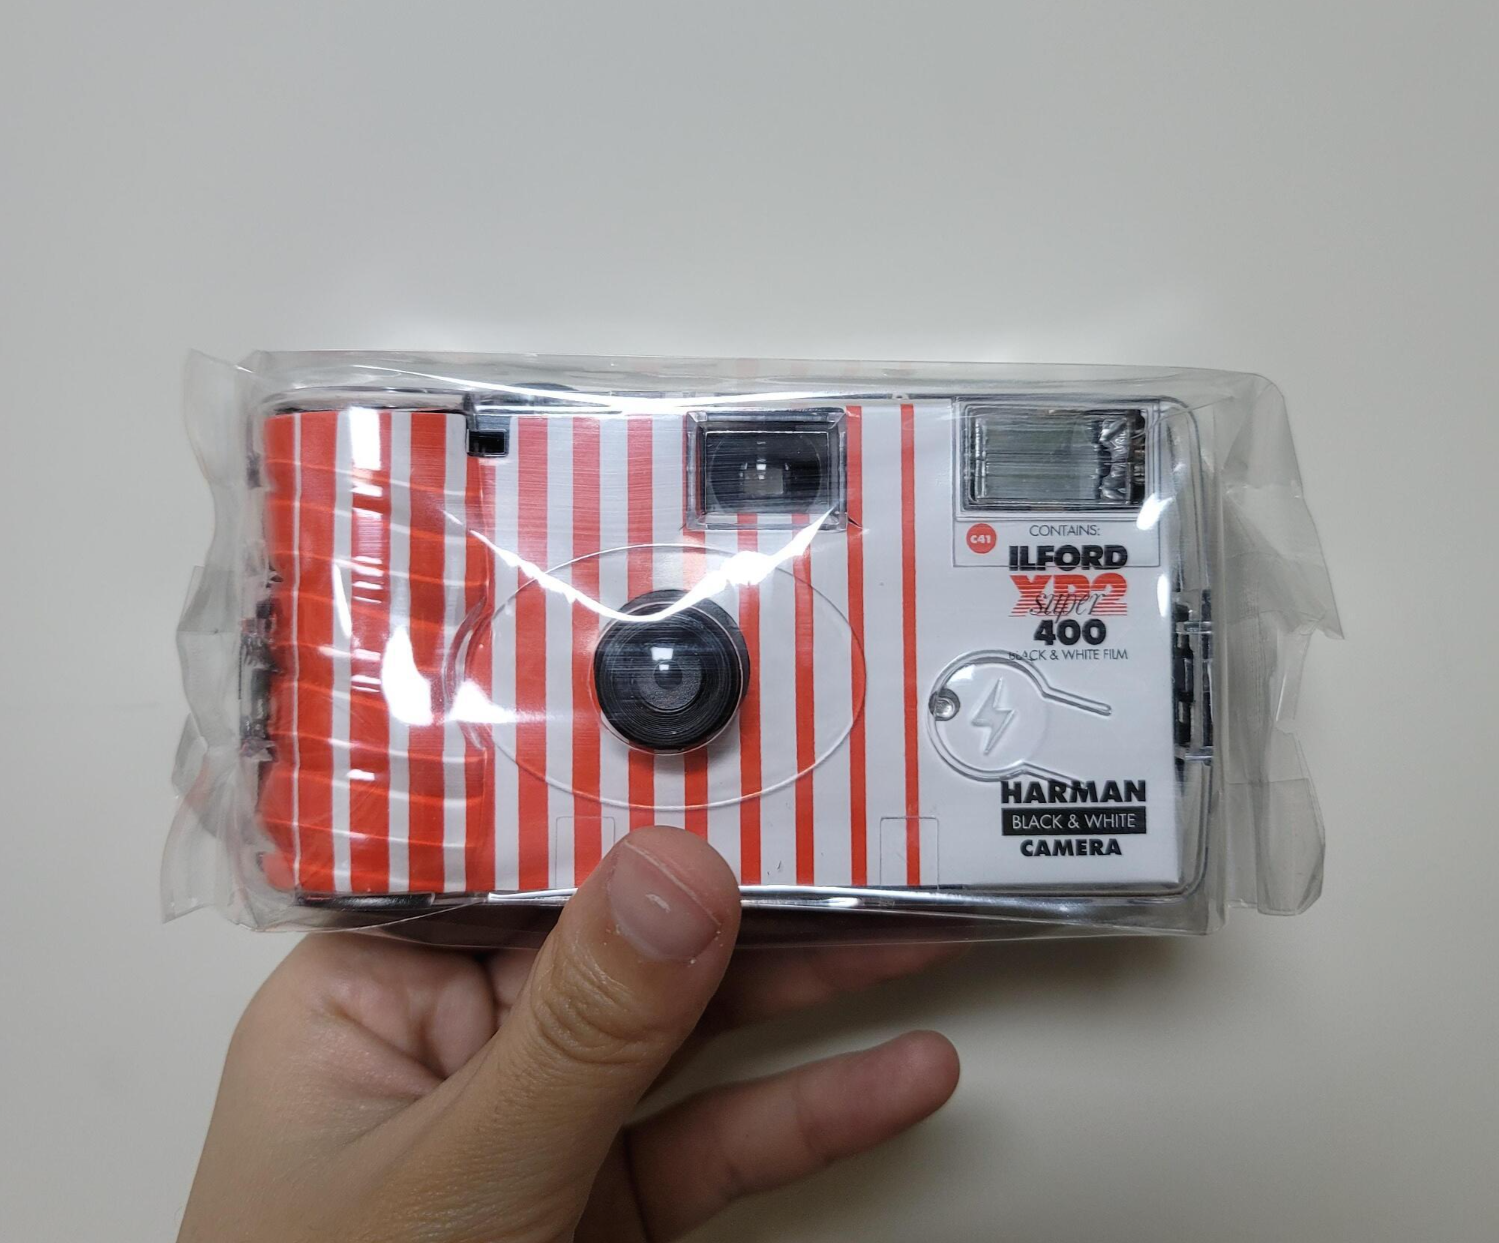 C41
CONTAINS:
ILFORD
XP2
super
400
BLACK & WHITE FILM
HARMAN
BLACK & WHITE
CAMERA